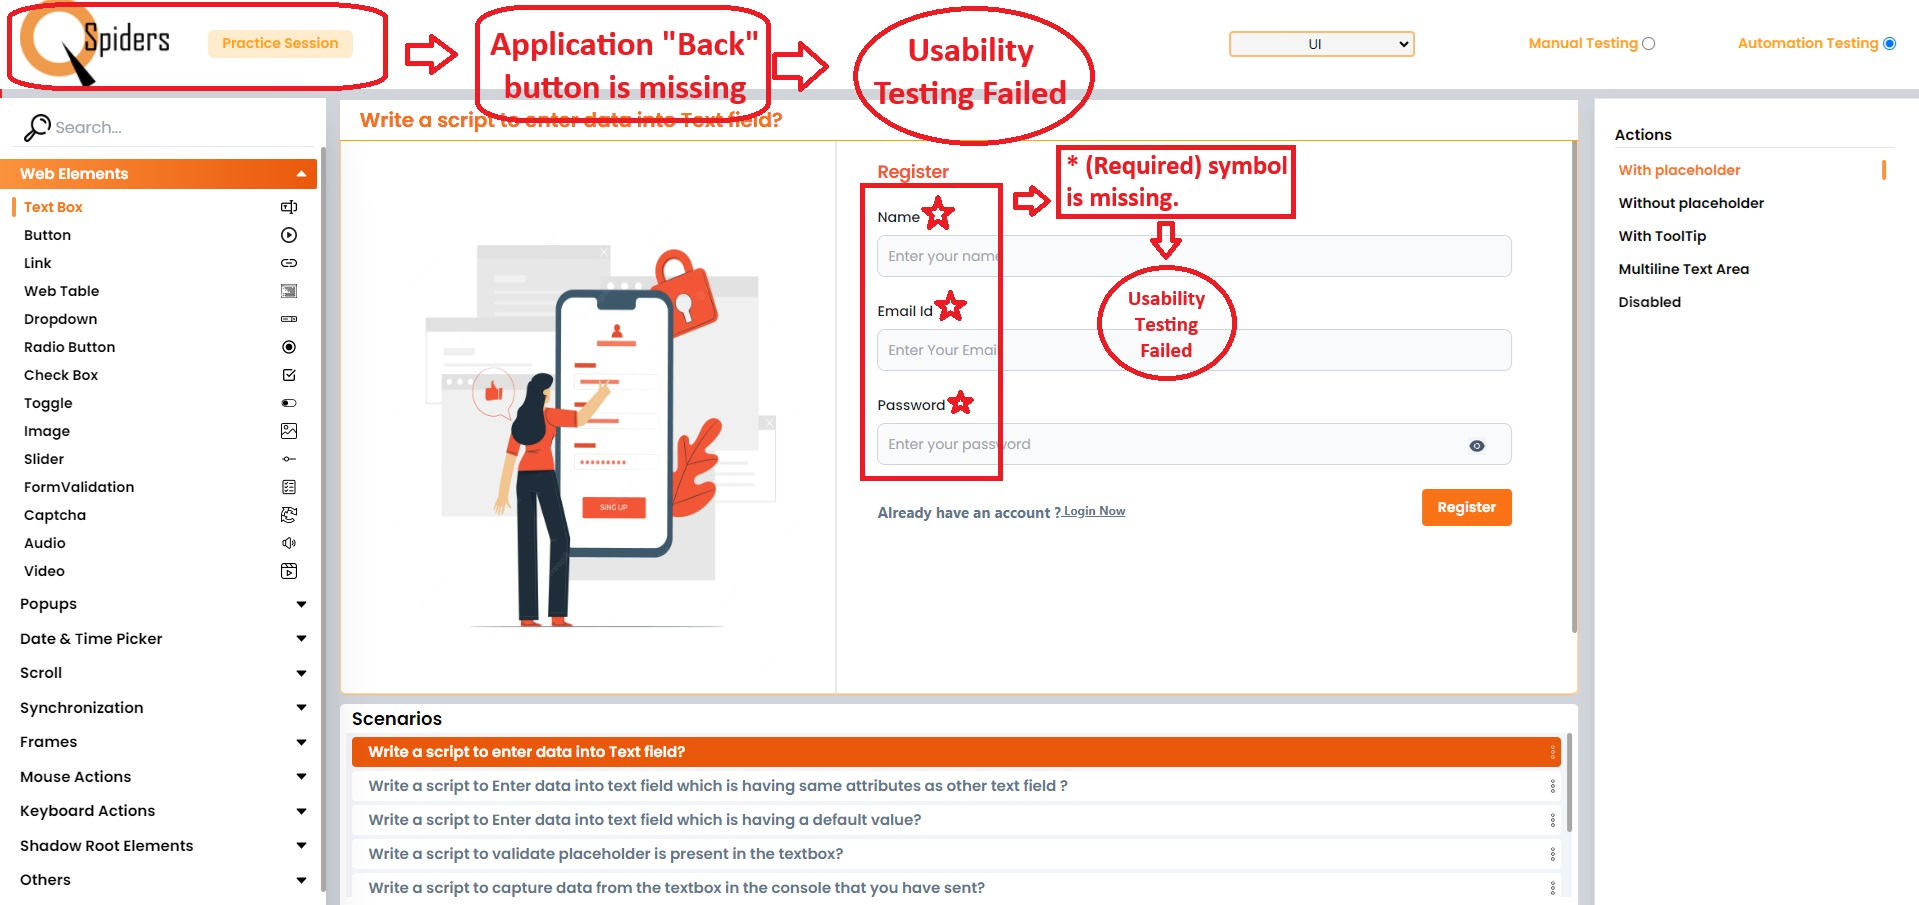 Spiders
Practice Session
Application "Back"
button is missing
Usability
Testing Failed
UI
Manual Testing
Automation Testing
Search...
Web Elements
Text Box
Button
Link
Web Table
Dropdown
Radio Button
Check Box
Toggle
Image
Slider
FormValidation
Captcha
Audio
Video
Popups
Date & Time Picker
Scroll
Synchronization
Frames
Mouse Actions
Keyboard Actions
Shadow Root Elements
Others
Write a script to enter data into Text field?
SING UP
Register
* (Required) symbol
is missing.
Usability
Testing
Failed
Name
Enter your name
Email Id
Enter Your Email
Password
Enter your password
Already have an account ? Login Now
Register
Scenarios
Write a script to enter data into Text field?
Write a script to Enter data into text field which is having same attributes as other text field ?
Write a script to Enter data into text field which is having a default value?
Write a script to validate placeholder is present in the textbox?
Write a script to capture data from the textbox in the console that you have sent?
Actions
With placeholder
Without placeholder
With ToolTip
Multiline Text Area
Disabled